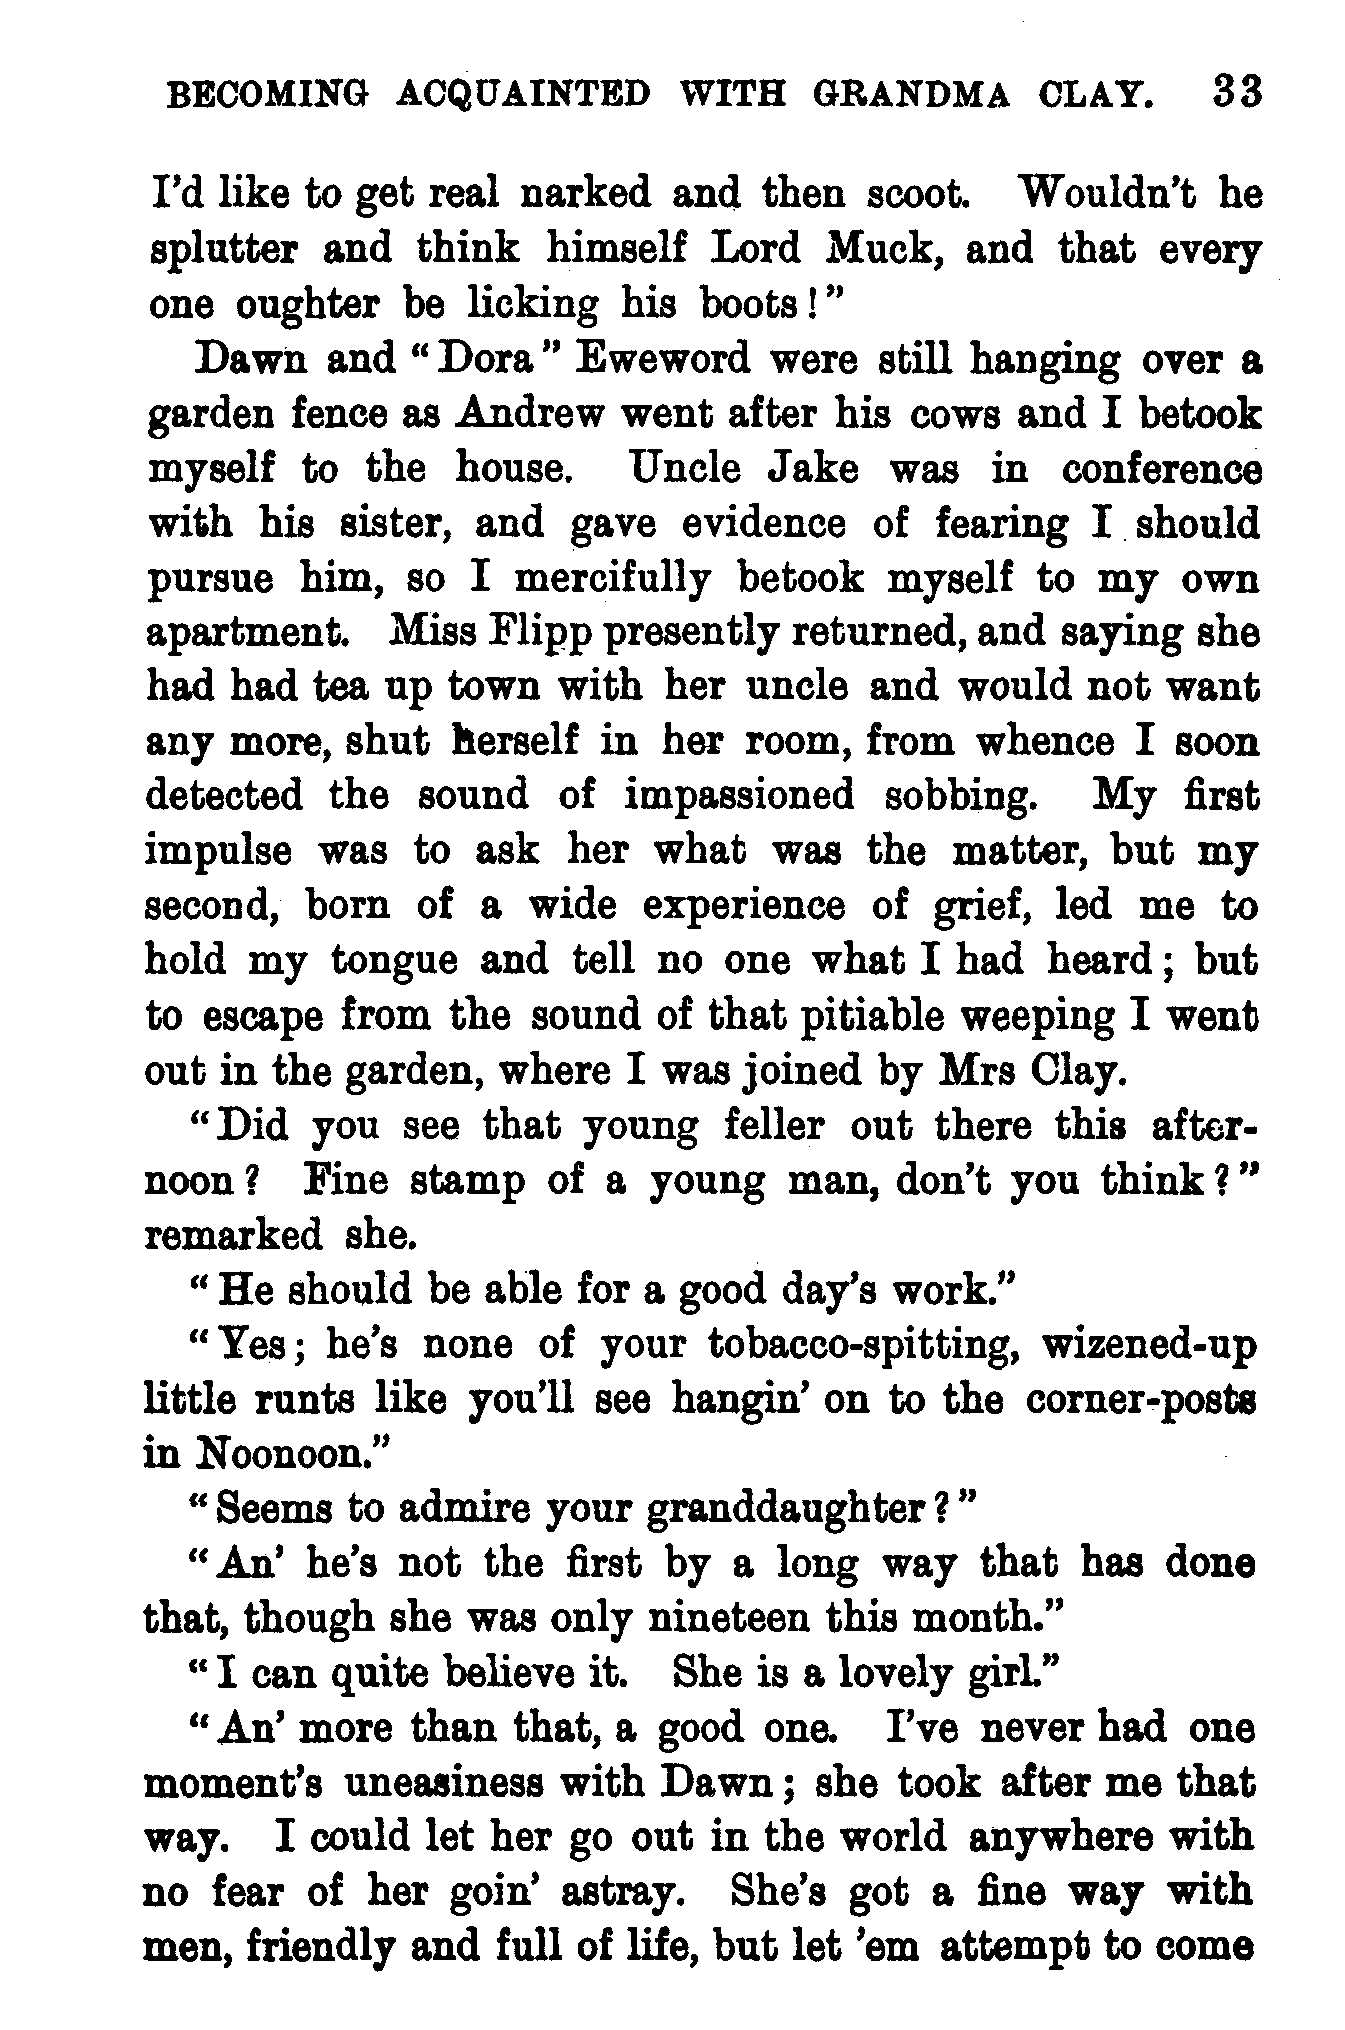 BECOMING ACQUAINTED WITH GRANDMA CLAY. 33
I'd like to get real narked and then scoot. Wouldn't he
splutter and think himself Lord Muck, and that every
one oughter be licking his boots!"
Dawn and "Dora" Eweword were still hanging over a
garden fence as Andrew went after his cows and I betook
myself to the house. Uncle Jake was in conference
with his sister, and gave evidence of fearing I should
pursue him, so I mercifully betook myself to my own
apartment. Miss Flipp presently returned, and saying she
had had tea up town with her uncle and would not want
any more, shut herself in her room, from whence I soon
detected the sound of impassioned sobbing. My first
impulse was to ask her what was the matter, but my
second, born of a wide experience of grief, led me to
hold my tongue and tell no one what I had heard; but
to escape from the sound of that pitiable weeping I went
out in the garden, where I was joined by Mrs Clay.
"Did you see that young feller out there this after-
noon? Fine stamp of a young man, don't you think?"
remarked she.
"He should be able for a good day's work."
"Yes; he's none of your tobacco-spitting, wizened-up
little runts like you'll see hangin' on to the corner-posts
in Noonoon."
"Seems to admire your granddaughter?"
"An' he's not the first by a long way that has done
that, though she was only nineteen this month."
"I can quite believe it. She is a lovely girl."
"An' more than that, a good one. I've never had one
moment's uneasiness with Dawn; she took after me that
way. I could let her go out in the world anywhere with
no fear of her goin' astray. She's got a fine way with
men, friendly and full of life, but let 'em attempt to come